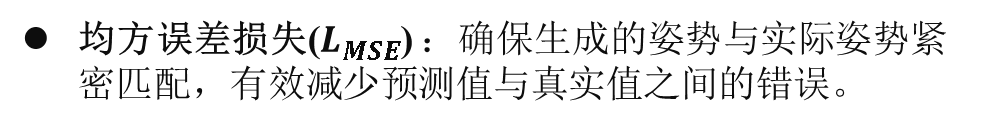 ● 均方误差损失(L_MSE)：确保生成的姿势与实际姿势紧
密匹配，有效减少预测值与真实值之间的错误。